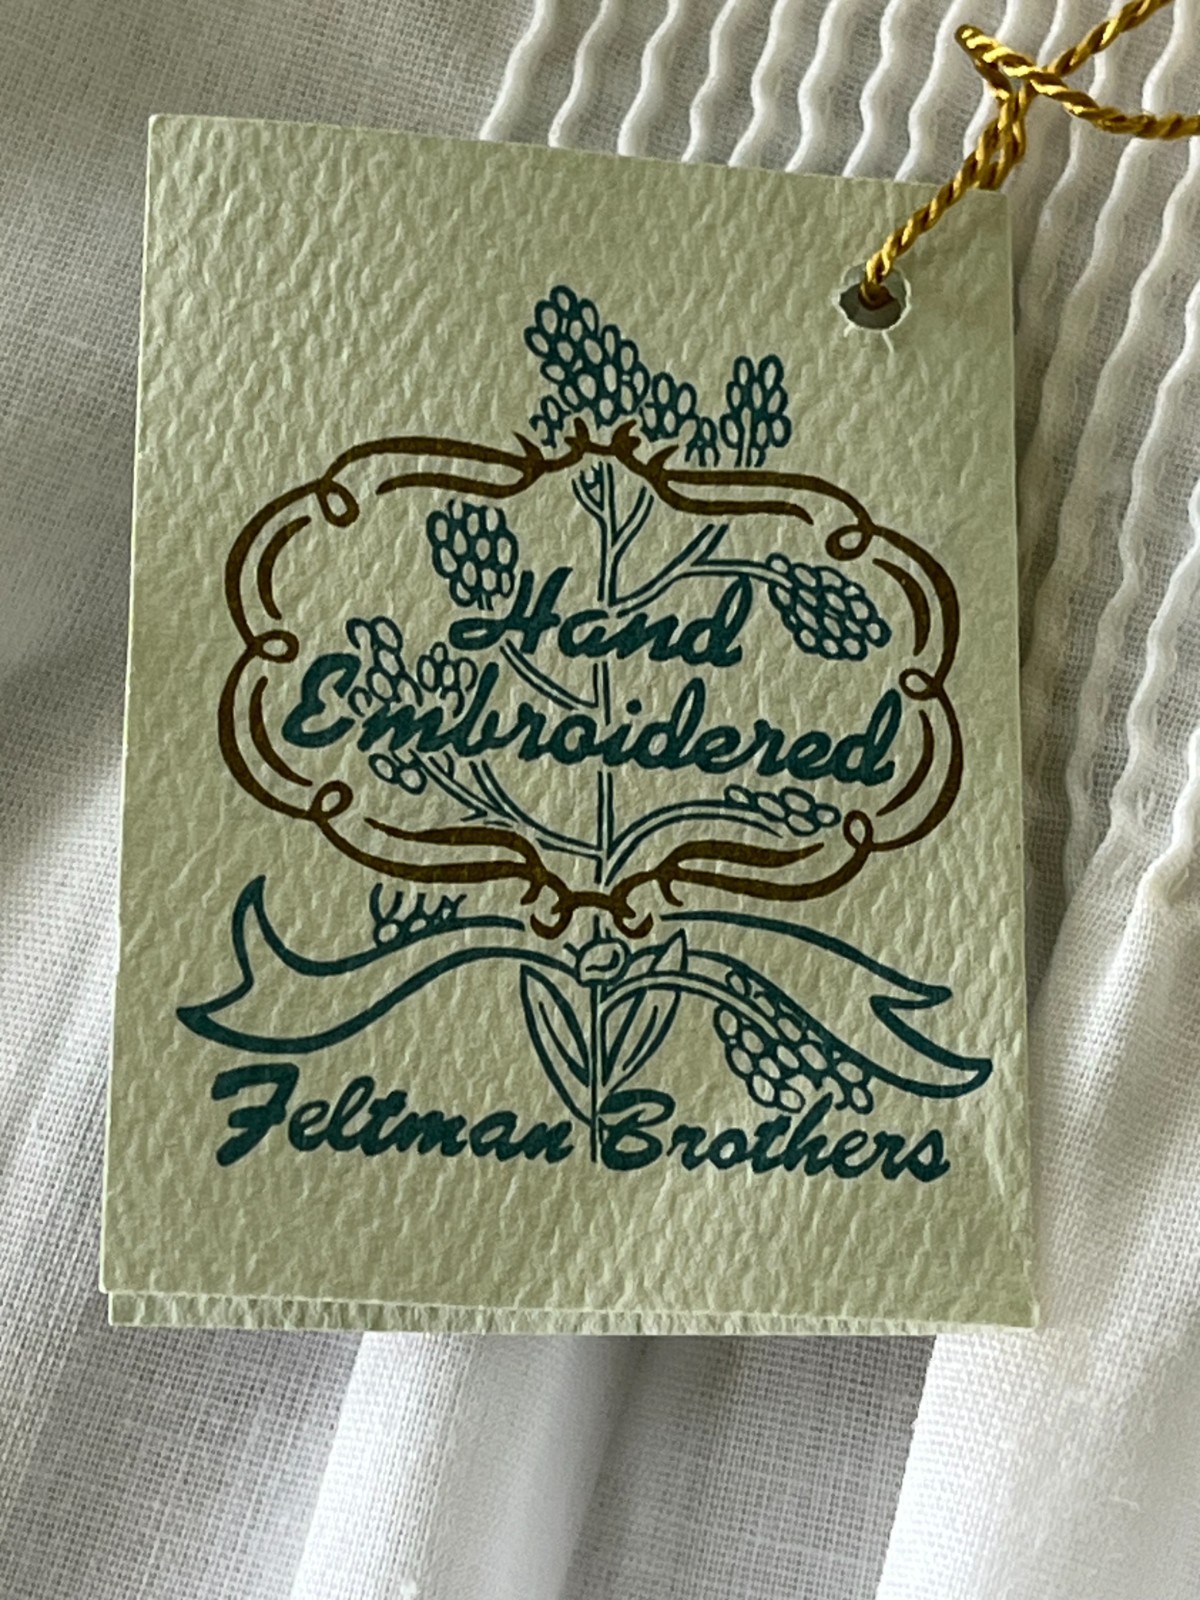 Hand
Embroidered
Feltman Brothers